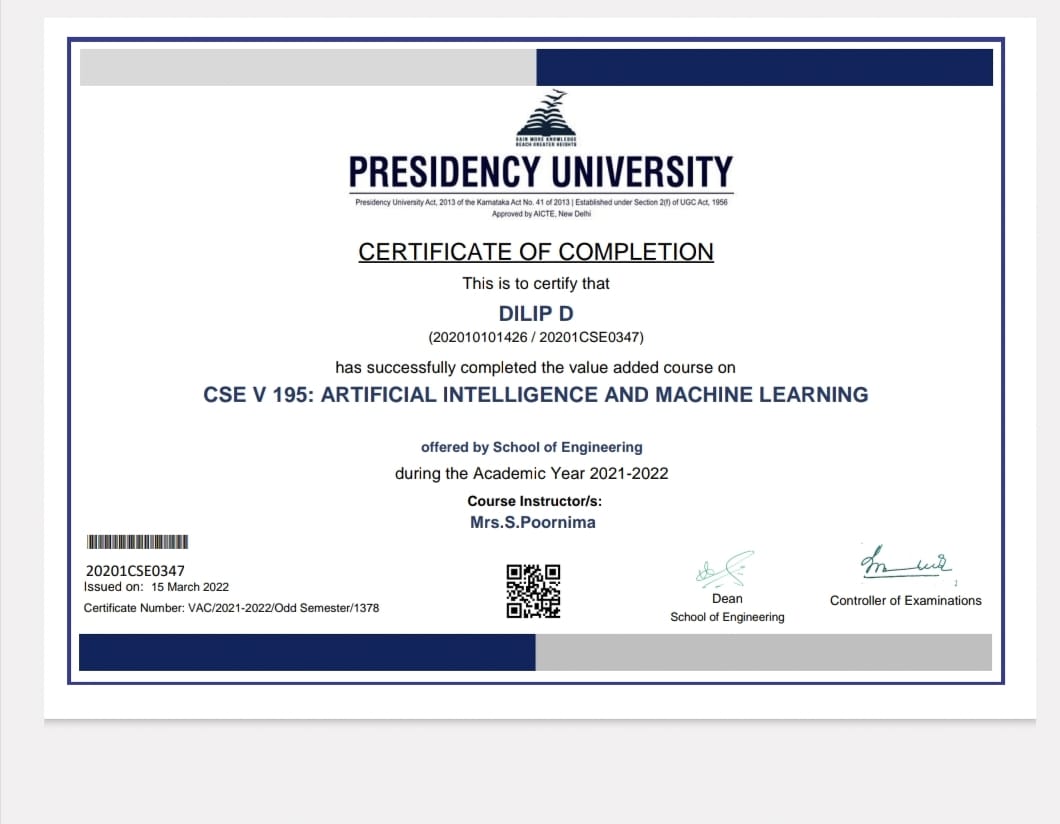 GAIN MORE KNOWLEDGE
REACH GREATER HEIGHTS
PRESIDENCY UNIVERSITY
Presidency University Act, 2013 of the Karnataka Act No. 41 of 2013 | Established under Section 2(f) of UGC Act, 1956
Approved by AICTE, New Delhi
CERTIFICATE OF COMPLETION
This is to certify that
DILIP D
(202010101426 / 20201CSE0347)
has successfully completed the value added course on
CSE V 195: ARTIFICIAL INTELLIGENCE AND MACHINE LEARNING
offered by School of Engineering
during the Academic Year 2021-2022
Course Instructor/s:
Mrs.S.Poornima
20201CSE0347
Issued on: 15 March 2022
Certificate Number: VAC/2021-2022/Odd Semester/1378
Dean
School of Engineering
Controller of Examinations